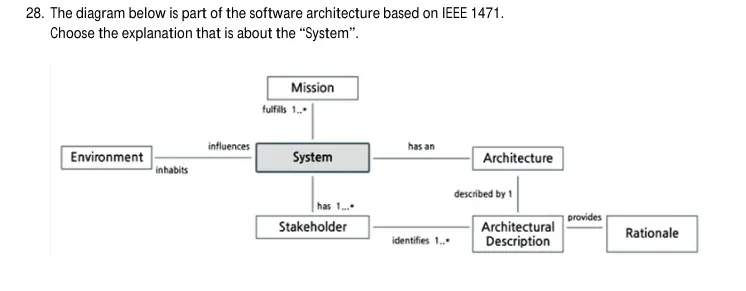 28. The diagram below is part of the software architecture based on IEEE 1471.
Choose the explanation that is about the “System”.
Mission
fulfills 1..*
Environment
inhabits
influences
System
has an
Architecture
has 1...*
described by 1
Stakeholder
identifies 1..*
Architectural
Description
provides
Rationale